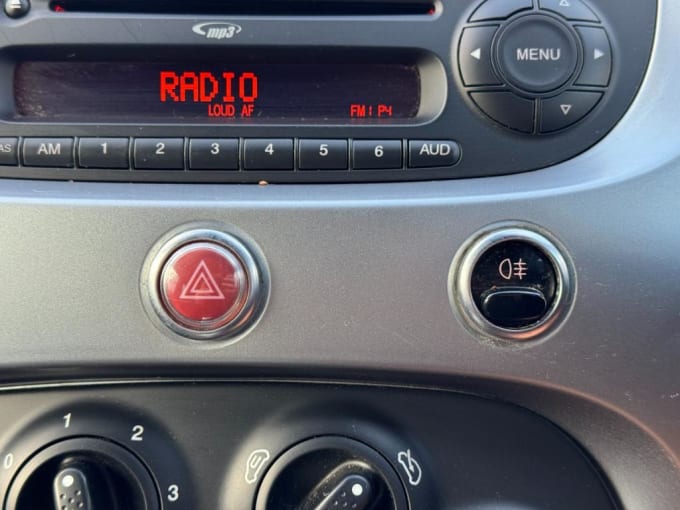 mp3
MENU
RADIO
LOUD AF FM1 P4
AS AM 1 2 3 4 5 6 AUD
0 1 2 3